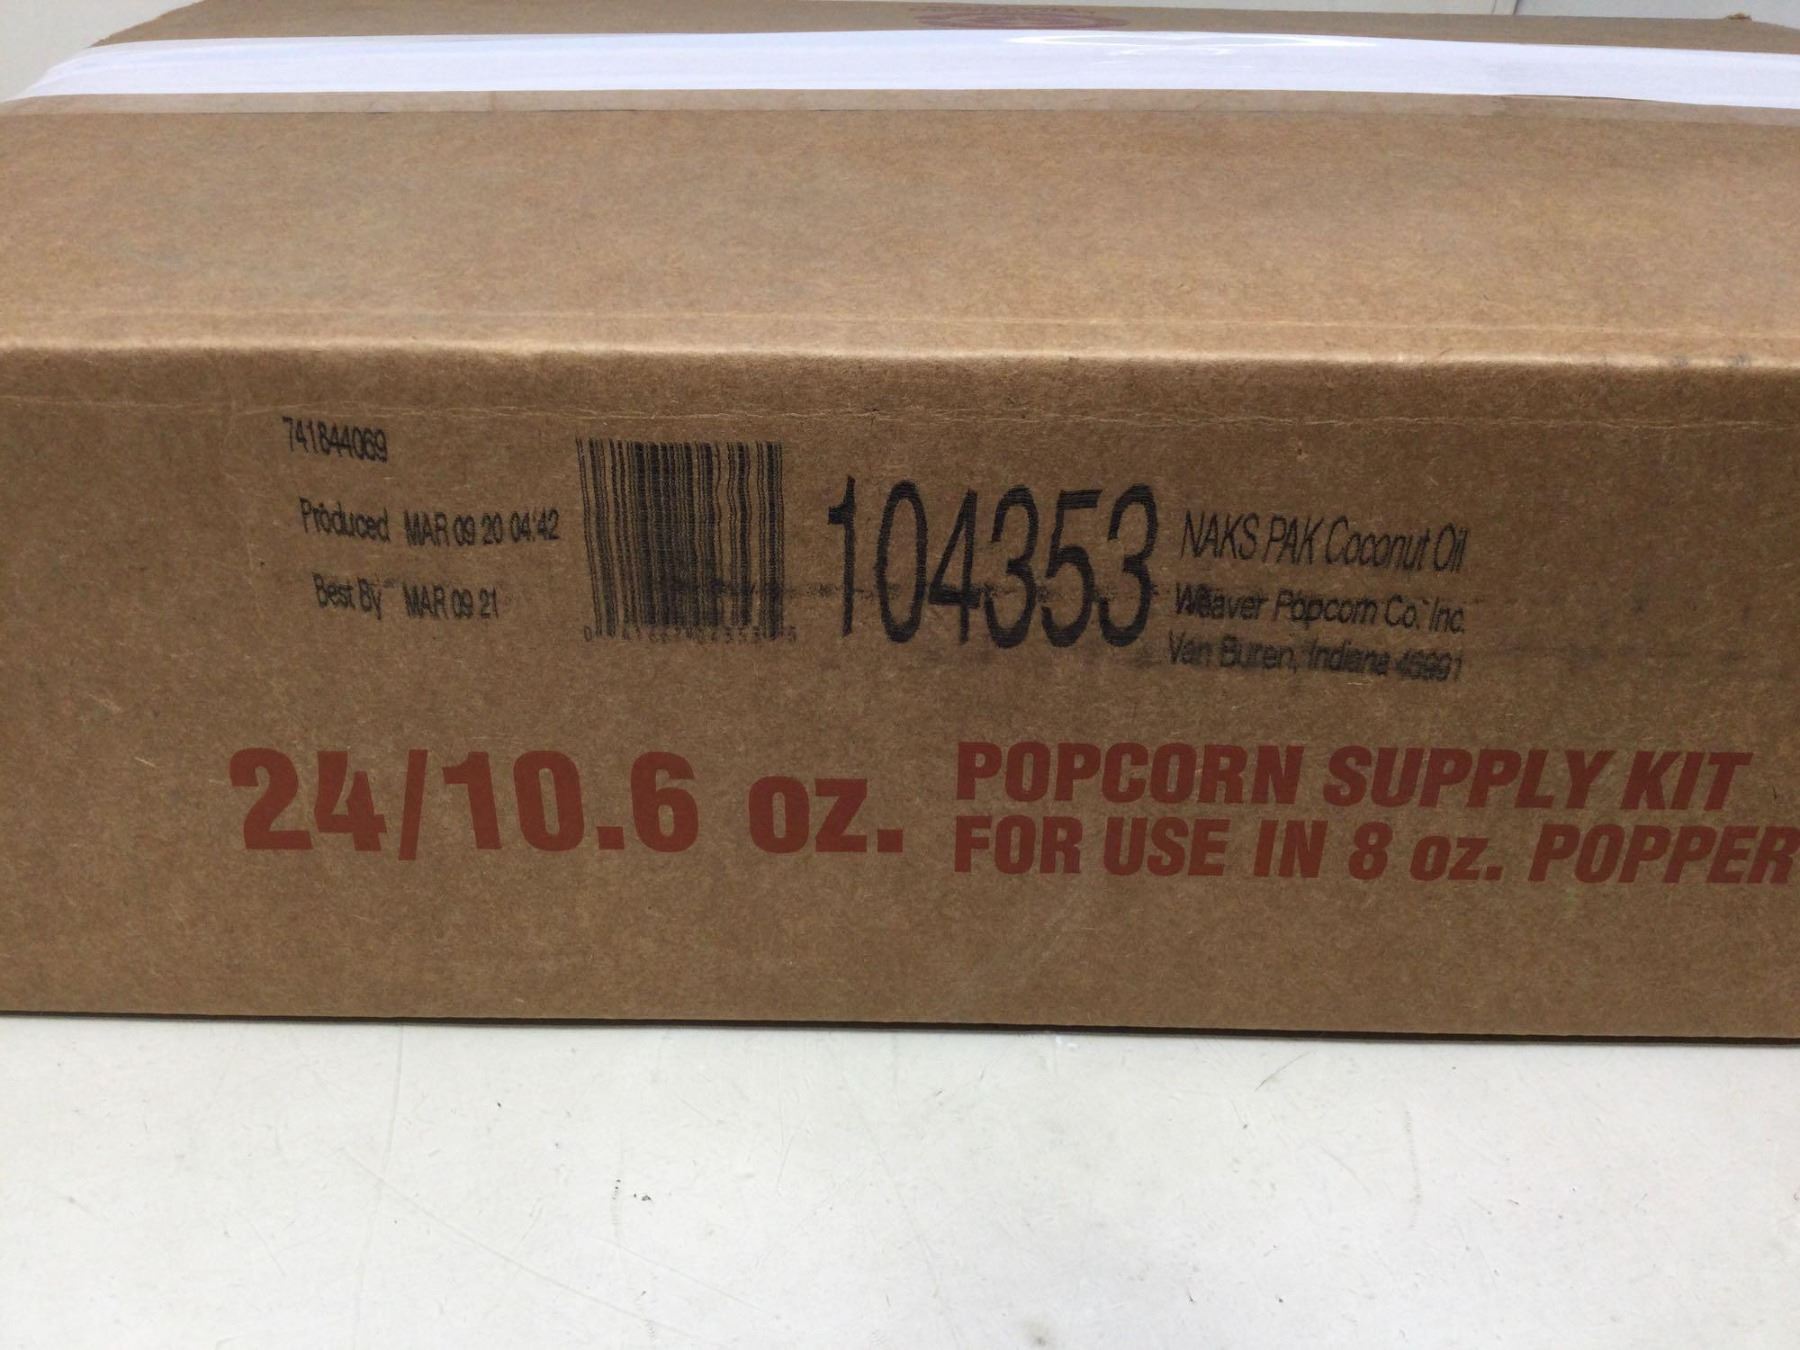 741844069
Produced MAR 09 20 04:42
Best By MAR 09 21
104353
NAKS PAK Coconut Oil
Weaver Popcorn Co. Inc.
Van Buren, Indiana 46991
24/10.6 oz.
POPCORN SUPPLY KIT
FOR USE IN 8 oz. POPPER